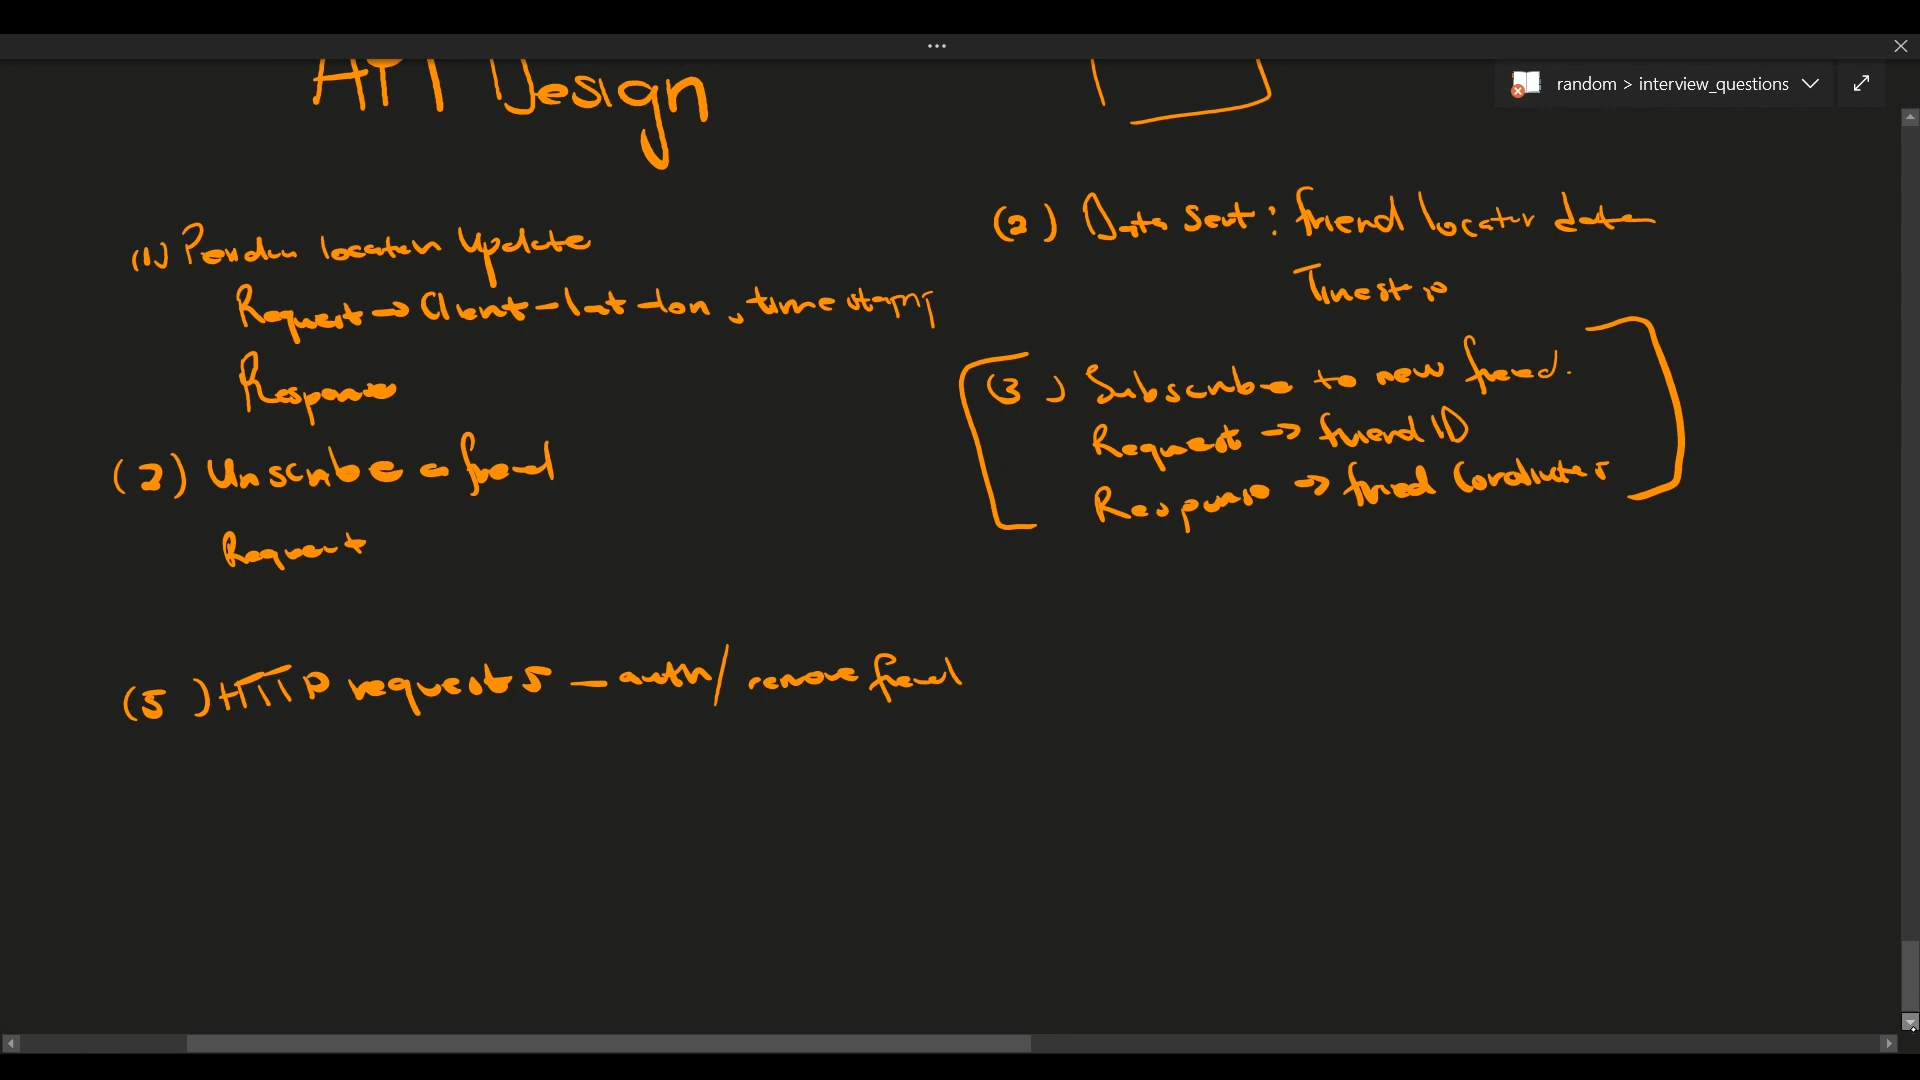 API Design
random > interview_questions
(1) Periodic location Update
Request → Client - lat - lon, timestamp
Response
(2) Unscribe a friend
Request
(2) Data Sent : friend location data
Timestp
(3) Subscribe to new friend.
Request → friend ID
Response → friend Cordinates
(5) HTTP requests - auth / remove friend